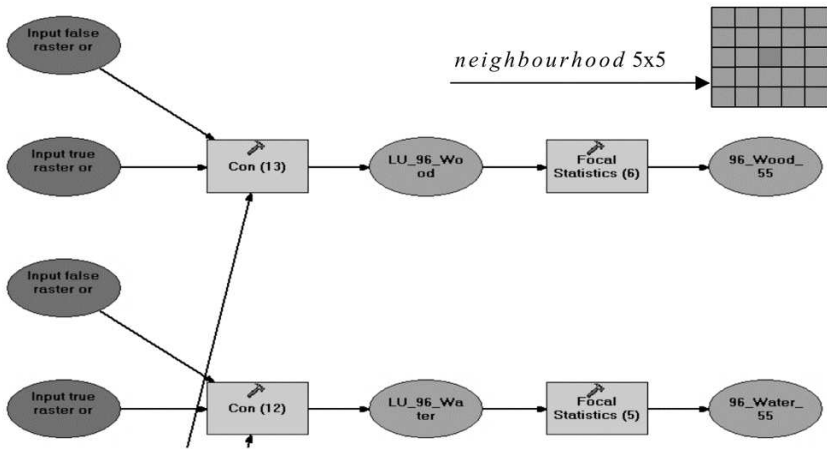 Input false
raster or
neighbourhood 5x5
Input true
raster or
Con (13)
LU_96_Wo
od
Focal
Statistics (6)
96_Wood_
55
Input false
raster or
Input true
raster or
Con (12)
LU_96_Wa
ter
Focal
Statistics (5)
96_Water_
55